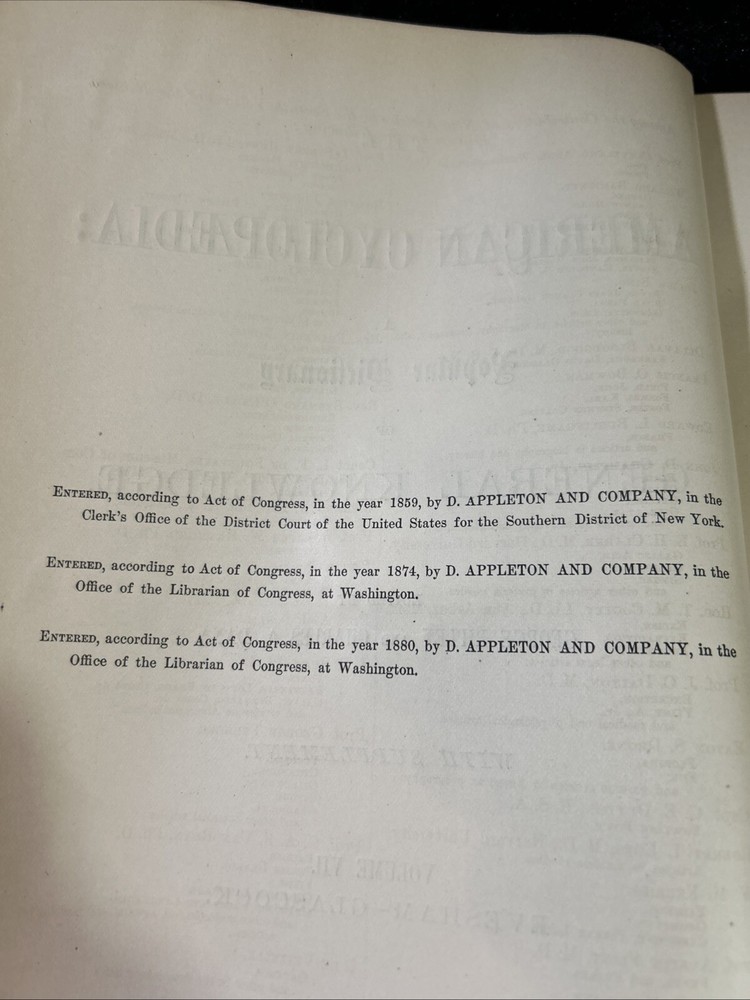 ENTERED, according to Act of Congress, in the year 1859, by D. APPLETON AND COMPANY, in the
Clerk's Office of the District Court of the United States for the Southern District of New York.
ENTERED, according to Act of Congress, in the year 1874, by D. APPLETON AND COMPANY, in the
Office of the Librarian of Congress, at Washington.
ENTERED, according to Act of Congress, in the year 1880, by D. APPLETON AND COMPANY, in the
Office of the Librarian of Congress, at Washington.